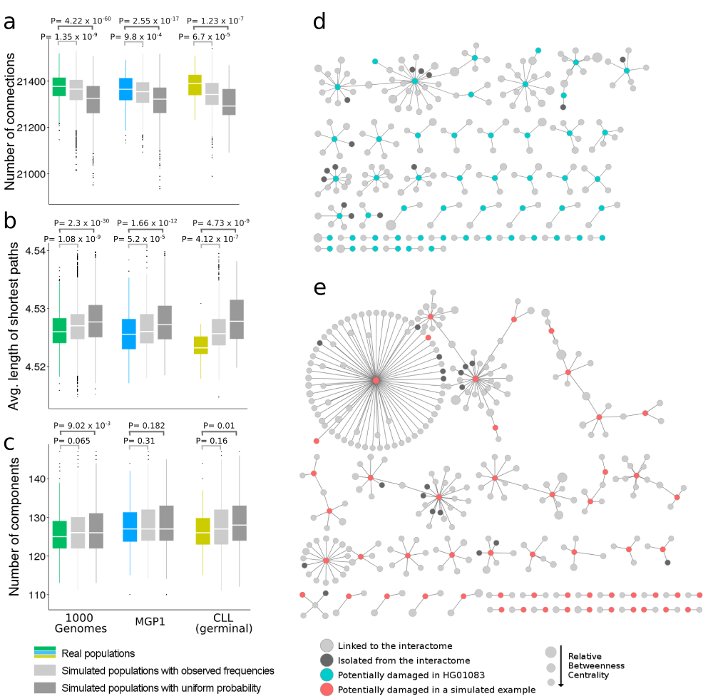 a
P= 4.22 x 10-60
P= 2.55 x 10-17
P= 1.23 x 10-7
P= 1.35 x 10-9
P= 9.8 x 10-4
P= 6.7 x 10-5
Number of connections
21400
21200
21000
b
P= 2.3 x 10-30
P= 1.66 x 10-12
P= 4.73 x 10-9
P= 1.08 x 10-9
P= 5.2 x 10-5
P= 4.12 x 10-7
Avg. length of shortest paths
4.54
4.53
4.52
c
P= 9.02 x 10-3
P= 0.182
P= 0.01
P= 0.065
P= 0.31
P= 0.16
Number of components
140
130
120
110
1000
Genomes
MGP1
CLL
(germinal)
Real populations
Simulated populations with observed frequencies
Simulated populations with uniform probability
d
e
Linked to the interactome
Isolated from the interactome
Potentially damaged in HG01083
Potentially damaged in a simulated example
Relative
Betweenness
Centrality